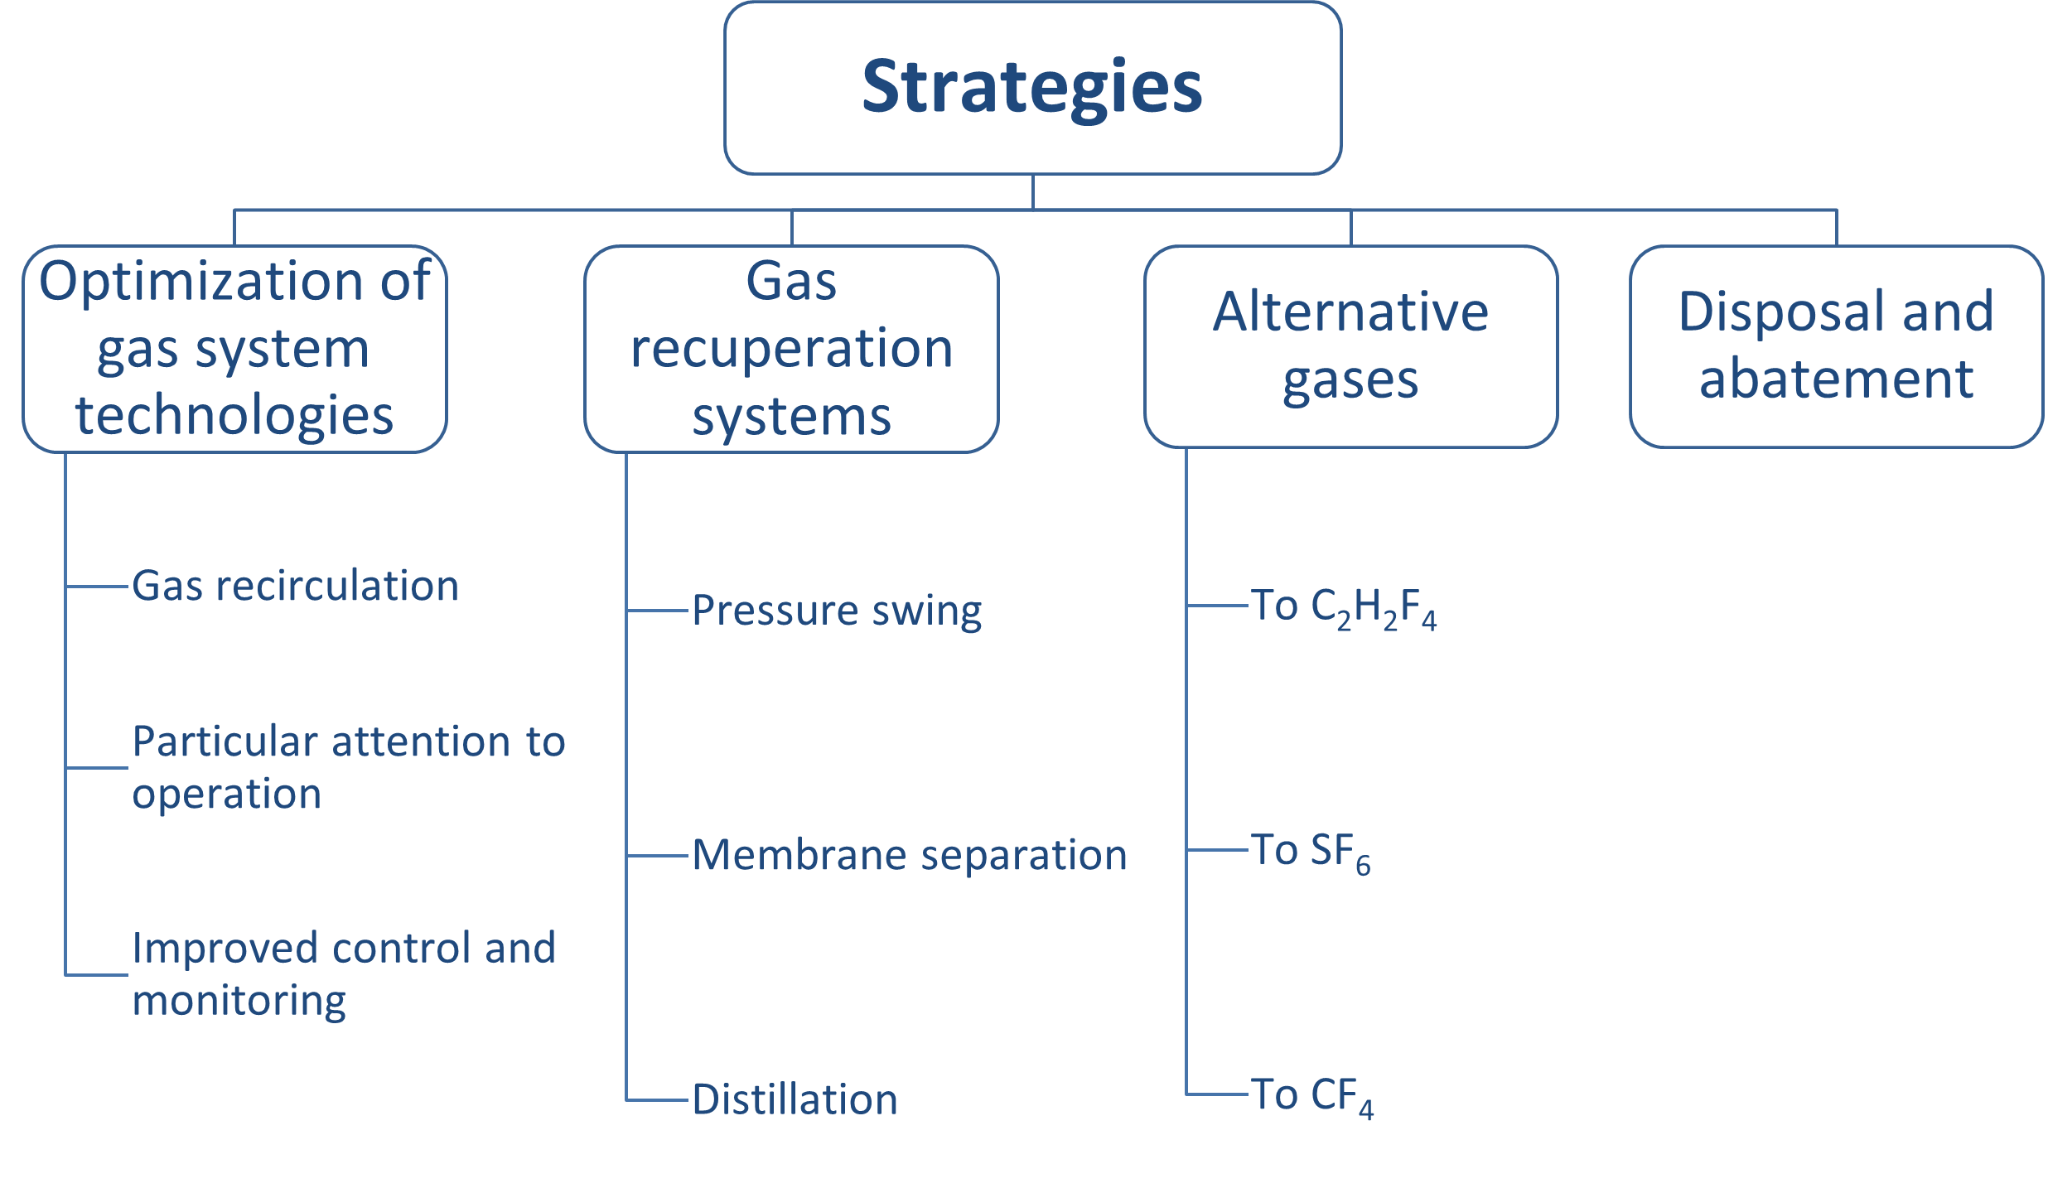 Strategies
Optimization of
gas system
technologies
Gas recirculation
Particular attention to
operation
Improved control and
monitoring
Gas
recuperation
systems
Pressure swing
Membrane separation
Distillation
Alternative
gases
To C₂H₂F₄
To SF₆
To CF₄
Disposal and
abatement